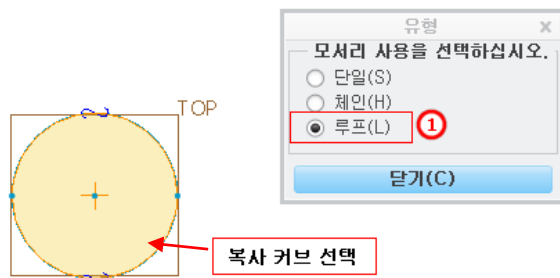 유형
x
모서리 사용을 선택하십시오.
단일(S)
체인(H)
루프(L)
1
닫기(C)
TOP
복사 커브 선택